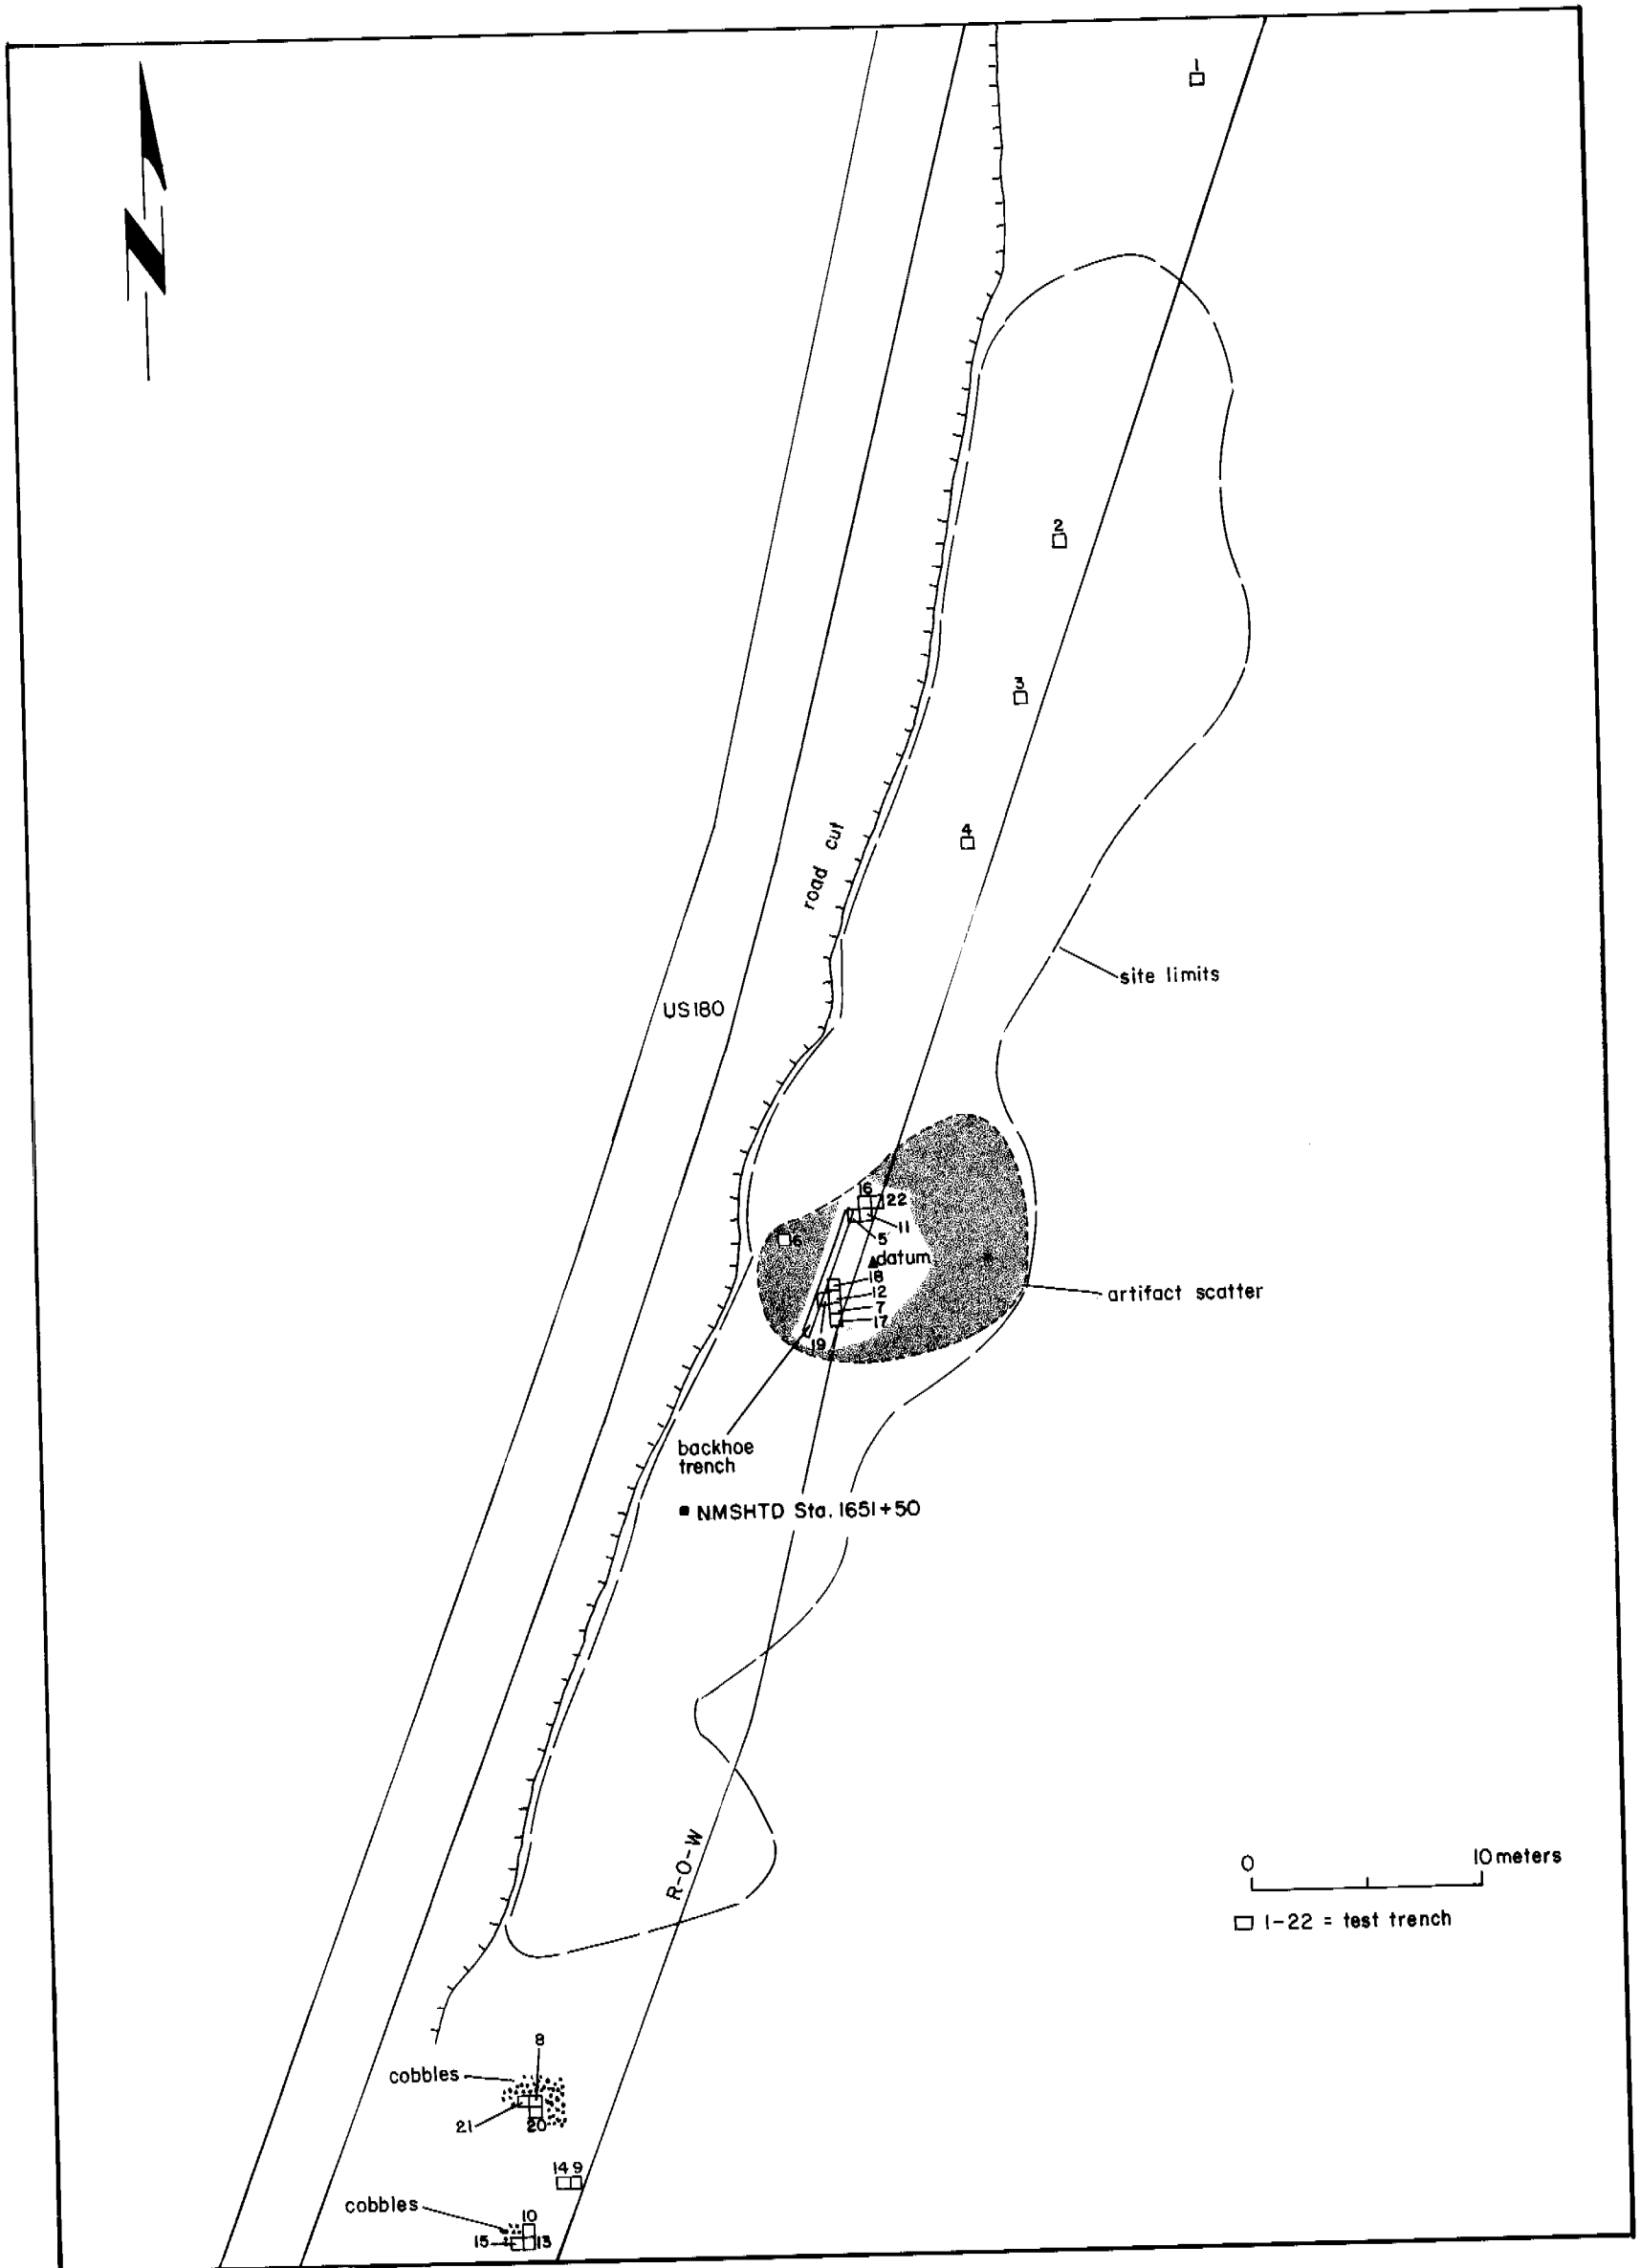 1
N
2
3
4
road cut
site limits
US 180
16
22
11
5
6
datum
18
12
7
17
19
artifact scatter
backhoe
trench
NMSHTD Sta. 1651+50
R-O-W
0 10 meters
1-22 = test trench
8
cobbles
21
20
14 9
cobbles
10
15
13